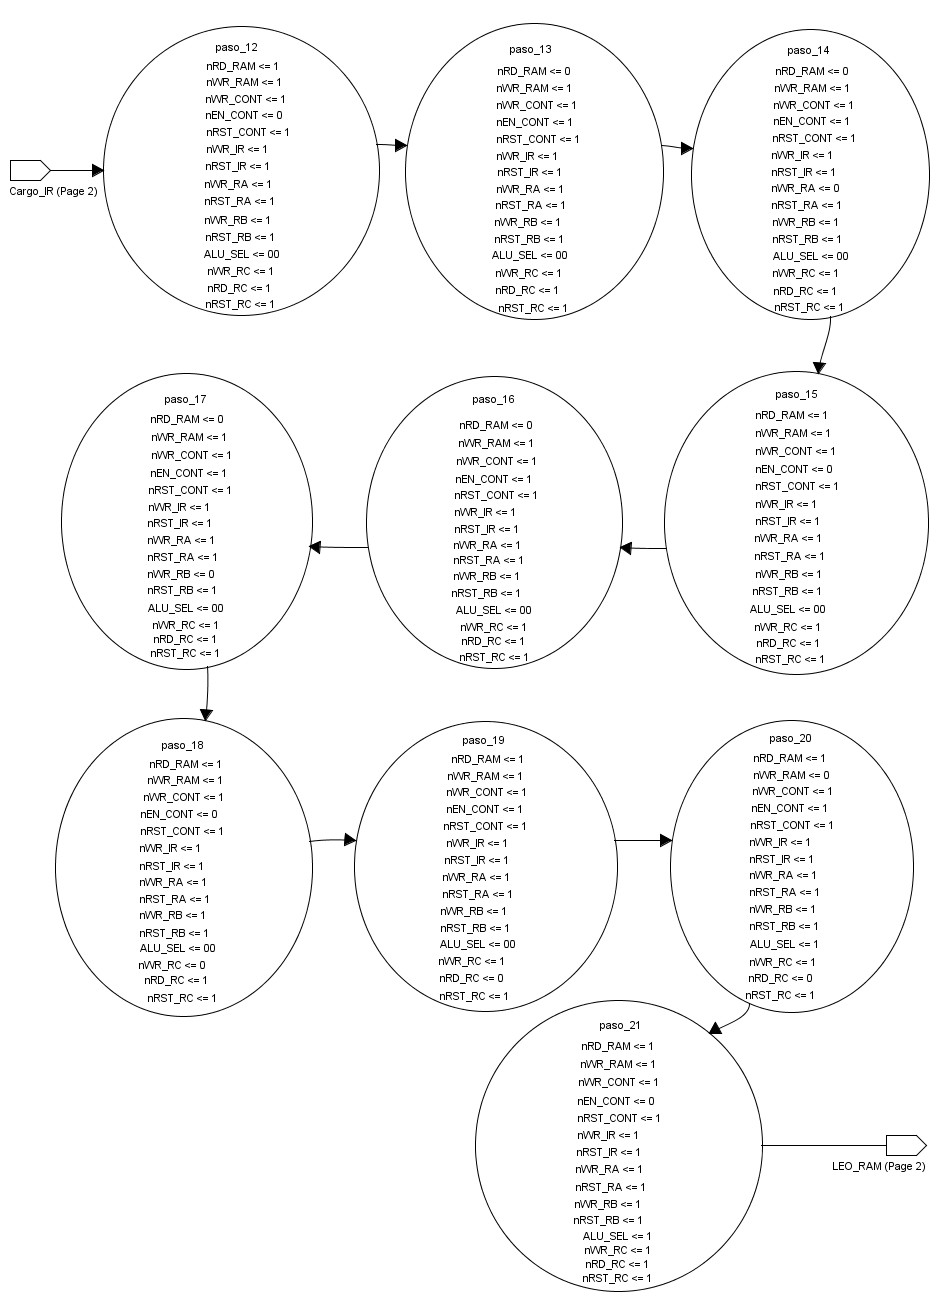 Cargo_IR (Page 2)
paso_12
nRD_RAM <= 1
nWR_RAM <= 1
nWR_CONT <= 1
nEN_CONT <= 0
nRST_CONT <= 1
nWR_IR <= 1
nRST_IR <= 1
nWR_RA <= 1
nRST_RA <= 1
nWR_RB <= 1
nRST_RB <= 1
ALU_SEL <= 00
nWR_RC <= 1
nRD_RC <= 1
nRST_RC <= 1
paso_13
nRD_RAM <= 0
nWR_RAM <= 1
nWR_CONT <= 1
nEN_CONT <= 1
nRST_CONT <= 1
nWR_IR <= 1
nRST_IR <= 1
nWR_RA <= 1
nRST_RA <= 1
nWR_RB <= 1
nRST_RB <= 1
ALU_SEL <= 00
nWR_RC <= 1
nRD_RC <= 1
nRST_RC <= 1
paso_14
nRD_RAM <= 0
nWR_RAM <= 1
nWR_CONT <= 1
nEN_CONT <= 1
nRST_CONT <= 1
nWR_IR <= 1
nRST_IR <= 1
nWR_RA <= 0
nRST_RA <= 1
nWR_RB <= 1
nRST_RB <= 1
ALU_SEL <= 00
nWR_RC <= 1
nRD_RC <= 1
nRST_RC <= 1
paso_15
nRD_RAM <= 1
nWR_RAM <= 1
nWR_CONT <= 1
nEN_CONT <= 0
nRST_CONT <= 1
nWR_IR <= 1
nRST_IR <= 1
nWR_RA <= 1
nRST_RA <= 1
nWR_RB <= 1
nRST_RB <= 1
ALU_SEL <= 00
nWR_RC <= 1
nRD_RC <= 1
nRST_RC <= 1
paso_16
nRD_RAM <= 0
nWR_RAM <= 1
nWR_CONT <= 1
nEN_CONT <= 1
nRST_CONT <= 1
nWR_IR <= 1
nRST_IR <= 1
nWR_RA <= 1
nRST_RA <= 1
nWR_RB <= 1
nRST_RB <= 1
ALU_SEL <= 00
nWR_RC <= 1
nRD_RC <= 1
nRST_RC <= 1
paso_17
nRD_RAM <= 0
nWR_RAM <= 1
nWR_CONT <= 1
nEN_CONT <= 1
nRST_CONT <= 1
nWR_IR <= 1
nRST_IR <= 1
nWR_RA <= 1
nRST_RA <= 1
nWR_RB <= 0
nRST_RB <= 1
ALU_SEL <= 00
nWR_RC <= 1
nRD_RC <= 1
nRST_RC <= 1
paso_18
nRD_RAM <= 1
nWR_RAM <= 1
nWR_CONT <= 1
nEN_CONT <= 0
nRST_CONT <= 1
nWR_IR <= 1
nRST_IR <= 1
nWR_RA <= 1
nRST_RA <= 1
nWR_RB <= 1
nRST_RB <= 1
ALU_SEL <= 00
nWR_RC <= 0
nRD_RC <= 1
nRST_RC <= 1
paso_19
nRD_RAM <= 1
nWR_RAM <= 1
nWR_CONT <= 1
nEN_CONT <= 1
nRST_CONT <= 1
nWR_IR <= 1
nRST_IR <= 1
nWR_RA <= 1
nRST_RA <= 1
nWR_RB <= 1
nRST_RB <= 1
ALU_SEL <= 00
nWR_RC <= 1
nRD_RC <= 0
nRST_RC <= 1
paso_20
nRD_RAM <= 1
nWR_RAM <= 0
nWR_CONT <= 1
nEN_CONT <= 1
nRST_CONT <= 1
nWR_IR <= 1
nRST_IR <= 1
nWR_RA <= 1
nRST_RA <= 1
nWR_RB <= 1
nRST_RB <= 1
ALU_SEL <= 1
nWR_RC <= 1
nRD_RC <= 0
nRST_RC <= 1
paso_21
nRD_RAM <= 1
nWR_RAM <= 1
nWR_CONT <= 1
nEN_CONT <= 0
nRST_CONT <= 1
nWR_IR <= 1
nRST_IR <= 1
nWR_RA <= 1
nRST_RA <= 1
nWR_RB <= 1
nRST_RB <= 1
ALU_SEL <= 1
nWR_RC <= 1
nRD_RC <= 1
nRST_RC <= 1
LEO_RAM (Page 2)